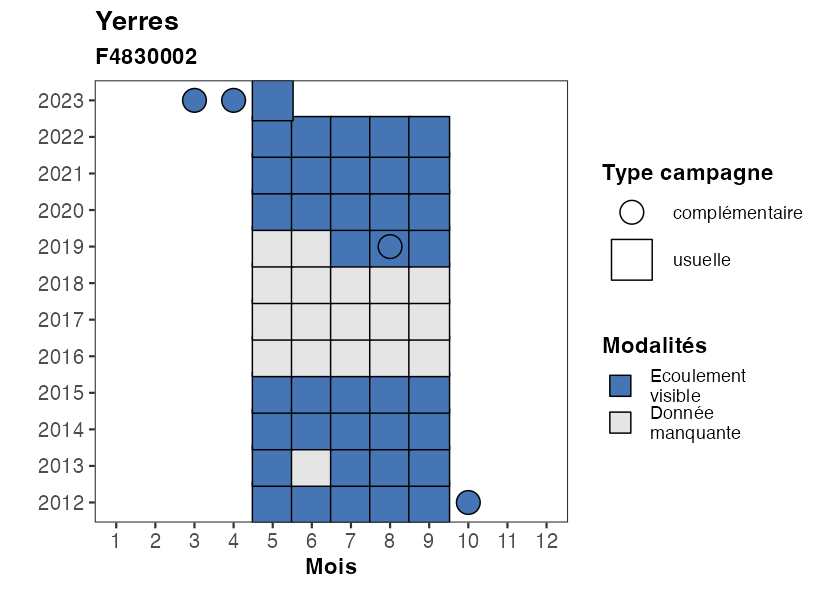 Yerres
F4830002
2023
2022
2021
2020
2019
2018
2017
2016
2015
2014
2013
2012
1 2 3 4 5 6 7 8 9 10 11 12
Mois
Type campagne
complémentaire
usuelle
Modalités
Ecoulement
visible
Donnée
manquante